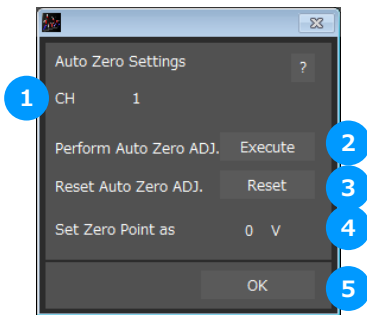 Auto Zero Settings
?
1
CH 1
Perform Auto Zero ADJ. Execute 2
Reset Auto Zero ADJ. Reset 3
Set Zero Point as 0 V 4
OK 5